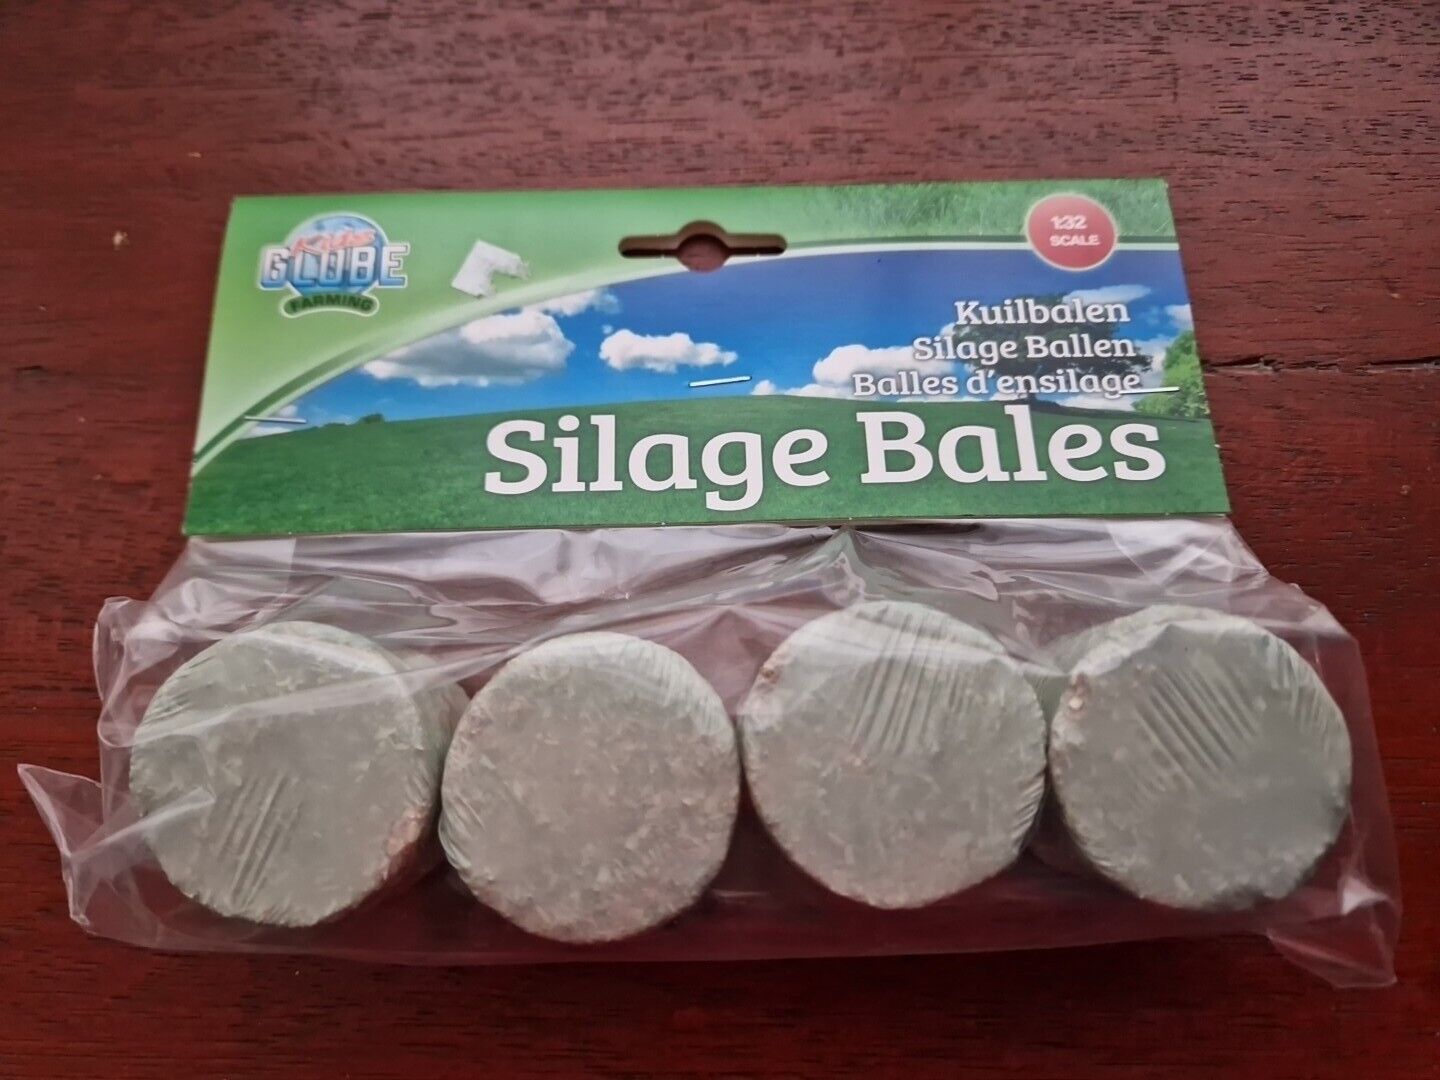 Kids
GLOBE
FARMING
1:32
SCALE
Kuilbalen
Silage Ballen
Balles d'ensilage
Silage Bales